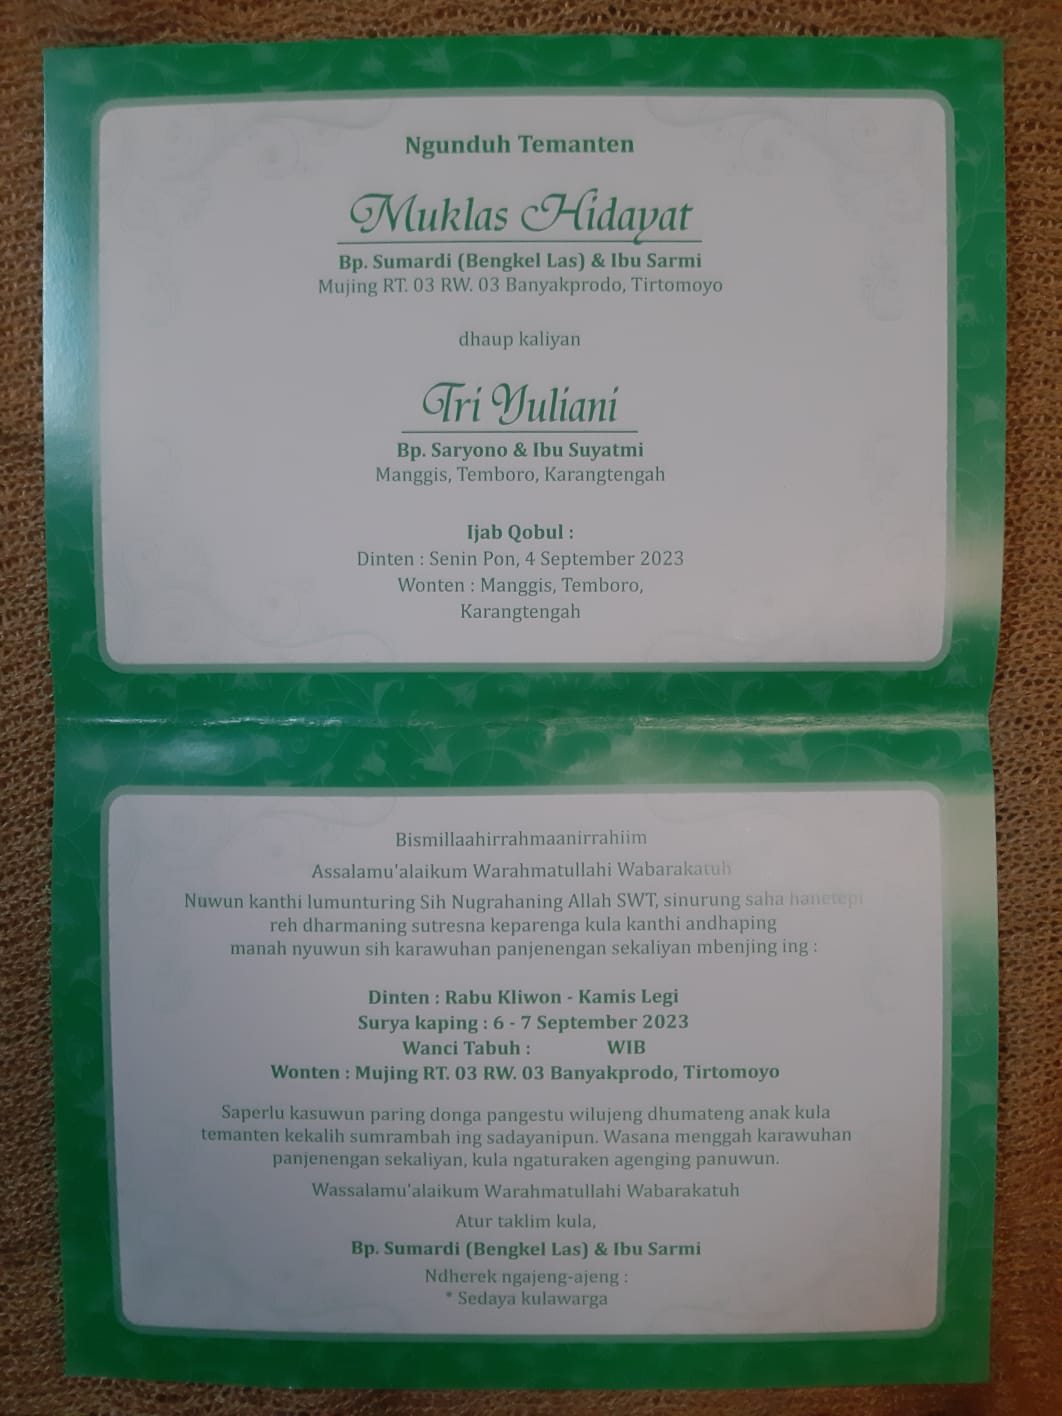 Ngunduh Temanten
Muklas Hidayat
Bp. Sumardi (Bengkel Las) & Ibu Sarmi
Mujing RT. 03 RW. 03 Banyakprodo, Tirtomoyo
dhaup kaliyan
Tri Yuliani
Bp. Saryono & Ibu Suyatmi
Manggis, Temboro, Karangtengah
Ijab Qobul :
Dinten : Senin Pon, 4 September 2023
Wonten : Manggis, Temboro,
Karangtengah
Bismillaahirrahmaanirrahiim
Assalamu'alaikum Warahmatullahi Wabarakatuh
Nuwun kanthi lumunturing Sih Nugrahaning Allah SWT, sinurung saha hanetepi
reh dharmaning sutresna keparenga kula kanthi andhaping
manah nyuwun sih karawuhan panjenengan sekaliyan mbenjing ing :
Dinten : Rabu Kliwon - Kamis Legi
Surya kaping : 6 - 7 September 2023
Wanci Tabuh : WIB
Wonten : Mujing RT. 03 RW. 03 Banyakprodo, Tirtomoyo
Saperlu kasuwun paring donga pangestu wilujeng dhumateng anak kula
temanten kekalih sumrambah ing sadayanipun. Wasana menggah karawuhan
panjenengan sekaliyan, kula ngaturaken agenging panuwun.
Wassalamu'alaikum Warahmatullahi Wabarakatuh
Atur taklim kula,
Bp. Sumardi (Bengkel Las) & Ibu Sarmi
Ndherek ngajeng-ajeng :
* Sedaya kulawarga